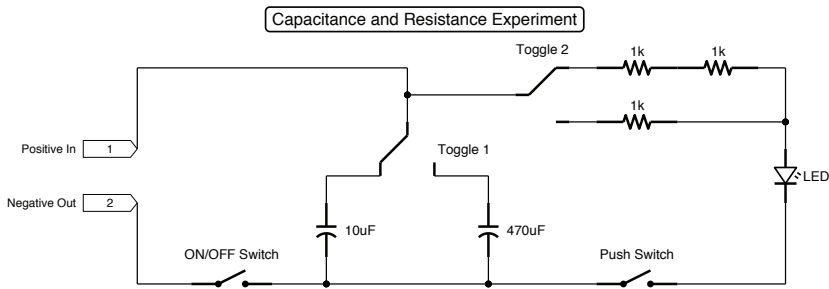 Capacitance and Resistance Experiment
Toggle 2
1k
1k
1k
Positive In
1
Toggle 1
LED
Negative Out
2
10uF
470uF
ON/OFF Switch
Push Switch